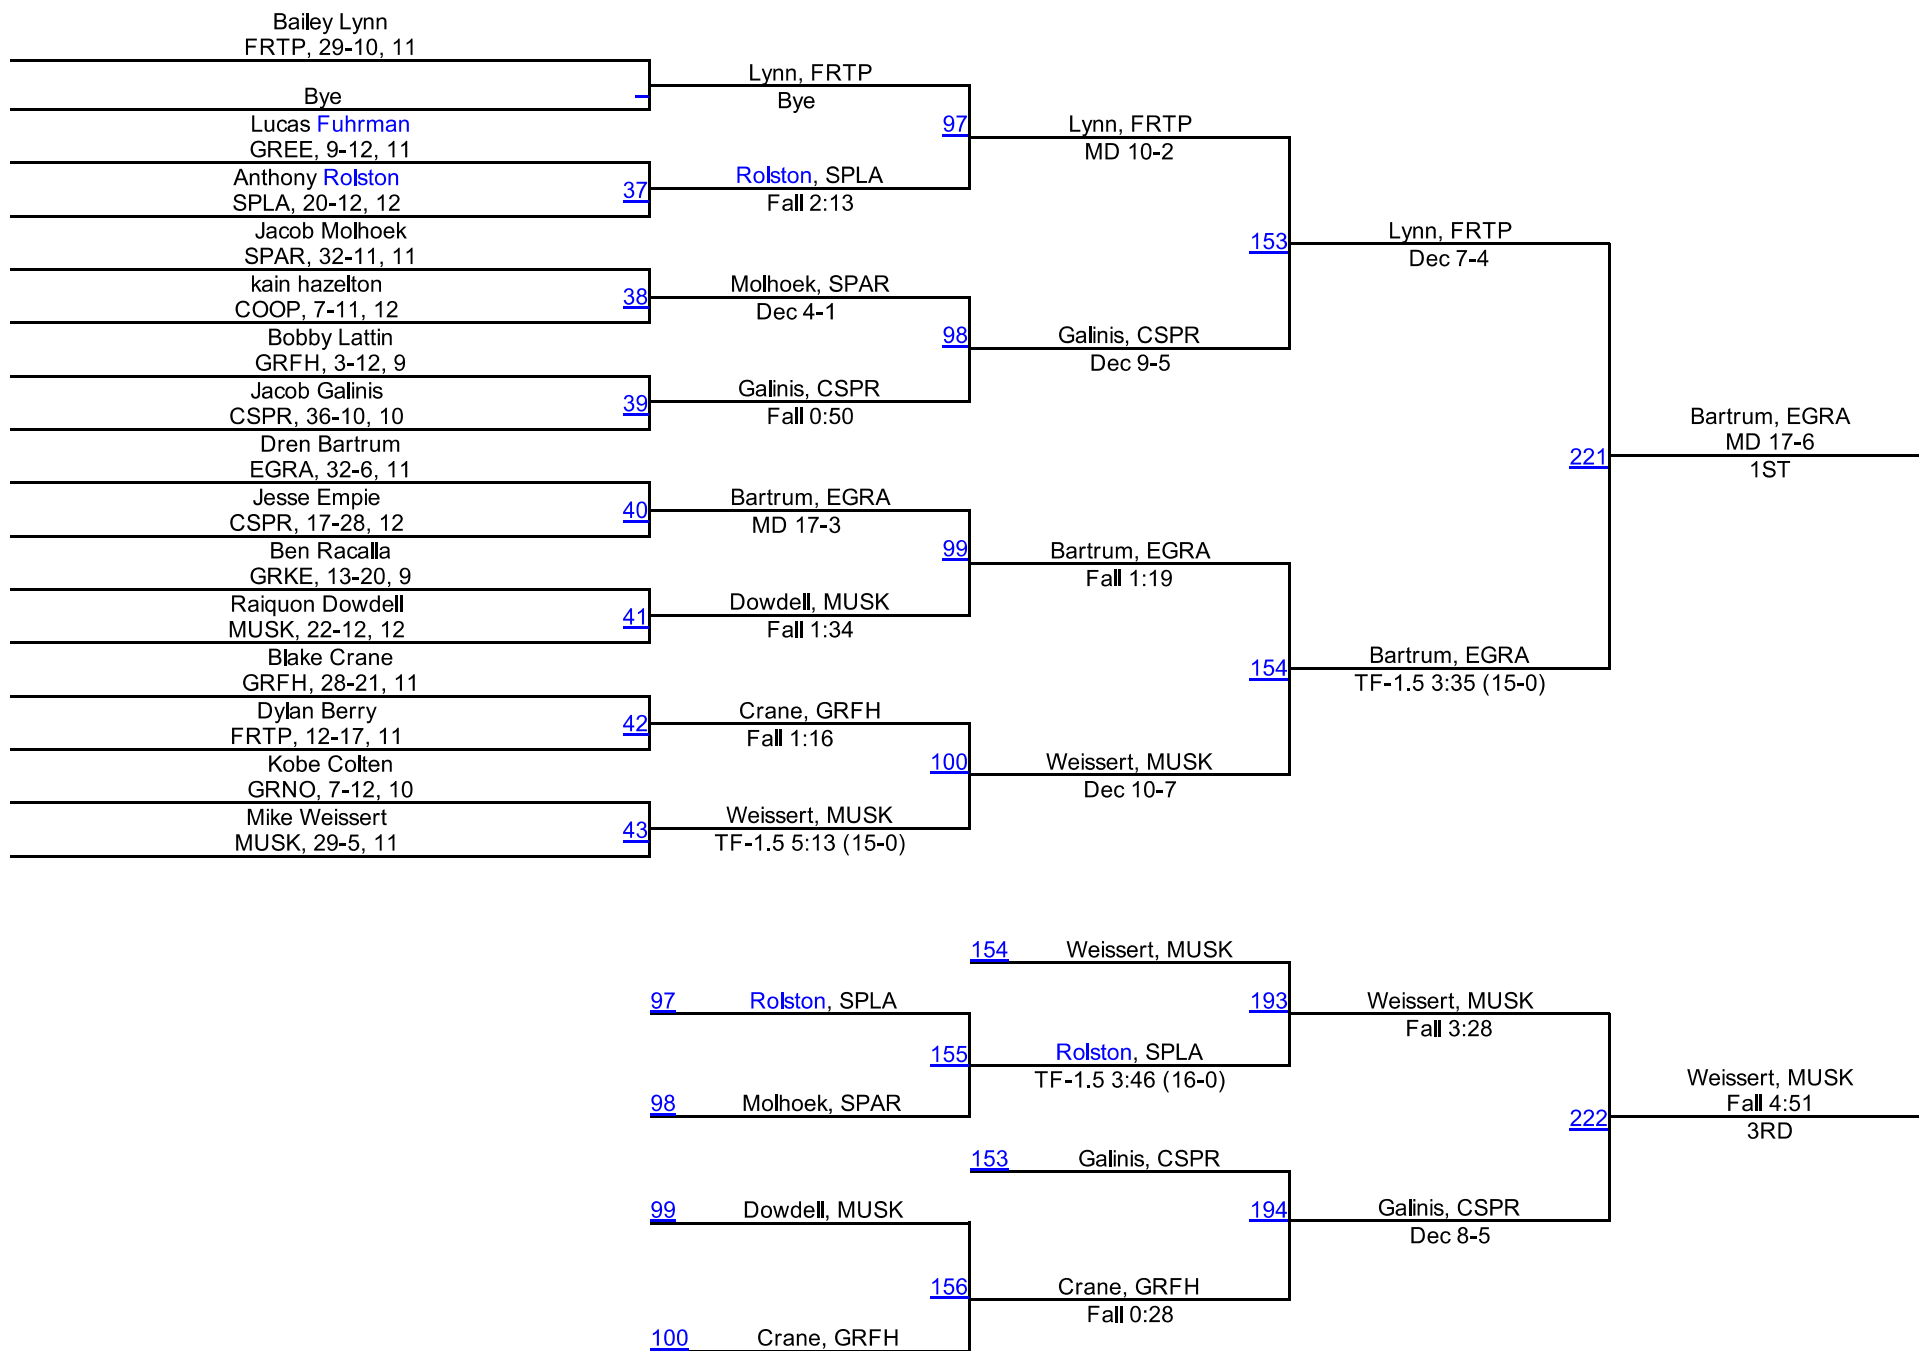 Bailey Lynn
FRTP, 29-10, 11
Bye
Lucas Fuhrman
GREE, 9-12, 11
Anthony Rolston
SPLA, 20-12, 12
Jacob Molhoek
SPAR, 32-11, 11
kain hazelton
COOP, 7-11, 12
Bobby Lattin
GRFH, 3-12, 9
Jacob Galinis
CSPR, 36-10, 10
Dren Bartrum
EGRA, 32-6, 11
Jesse Empie
CSPR, 17-28, 12
Ben Racalla
GRKE, 13-20, 9
Raiquon Dowdell
MUSK, 22-12, 12
Blake Crane
GRFH, 28-21, 11
Dylan Berry
FRTP, 12-17, 11
Kobe Colten
GRNO, 7-12, 10
Mike Weissert
MUSK, 29-5, 11
37
38
39
40
41
42
43
Lynn, FRTP
Bye
Rolston, SPLA
Fall 2:13
Molhoek, SPAR
Dec 4-1
Galinis, CSPR
Fall 0:50
Bartrum, EGRA
MD 17-3
Dowdell, MUSK
Fall 1:34
Crane, GRFH
Fall 1:16
Weissert, MUSK
TF-1.5 5:13 (15-0)
97
98
99
100
Lynn, FRTP
MD 10-2
Galinis, CSPR
Dec 9-5
Bartrum, EGRA
Fall 1:19
Weissert, MUSK
Dec 10-7
153
154
Lynn, FRTP
Dec 7-4
Bartrum, EGRA
TF-1.5 3:35 (15-0)
221
Bartrum, EGRA
MD 17-6
1ST
97
Rolston, SPLA
98
Molhoek, SPAR
99
Dowdell, MUSK
100
Crane, GRFH
155
156
154
Weissert, MUSK
Rolston, SPLA
TF-1.5 3:46 (16-0)
153
Galinis, CSPR
Crane, GRFH
Fall 0:28
193
194
Weissert, MUSK
Fall 3:28
Galinis, CSPR
Dec 8-5
222
Weissert, MUSK
Fall 4:51
3RD